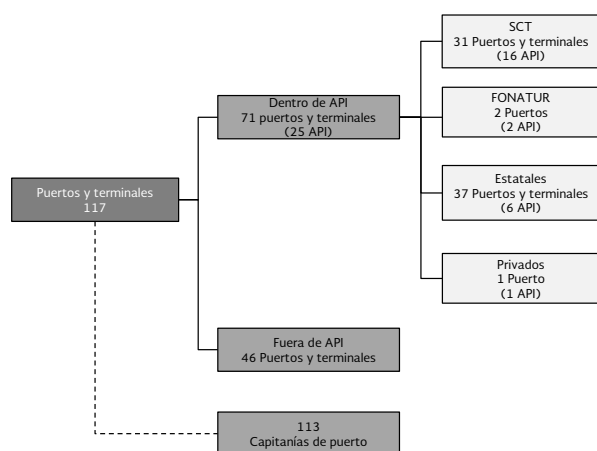 Puertos y terminales
117
Dentro de API
71 puertos y terminales
(25 API)
SCT
31 Puertos y terminales
(16 API)
FONATUR
2 Puertos
(2 API)
Estatales
37 Puertos y terminales
(6 API)
Privados
1 Puerto
(1 API)
Fuera de API
46 Puertos y terminales
113
Capitanías de puerto